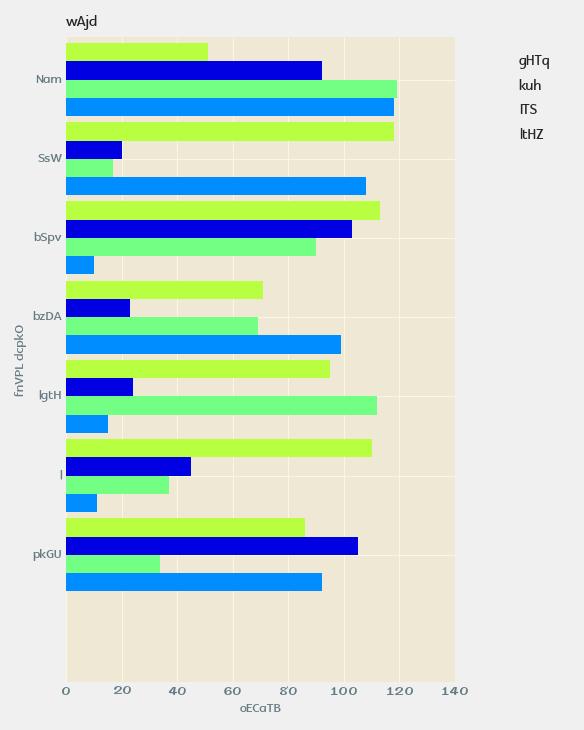 wAjd
gHTq
kuh
lTS
ltHZ
Nam
SsW
bSpv
bzDA
lgtH
l
pkGU
fnVPL dcpkO
0 20 40 60 80 100 120 140
oECaTB